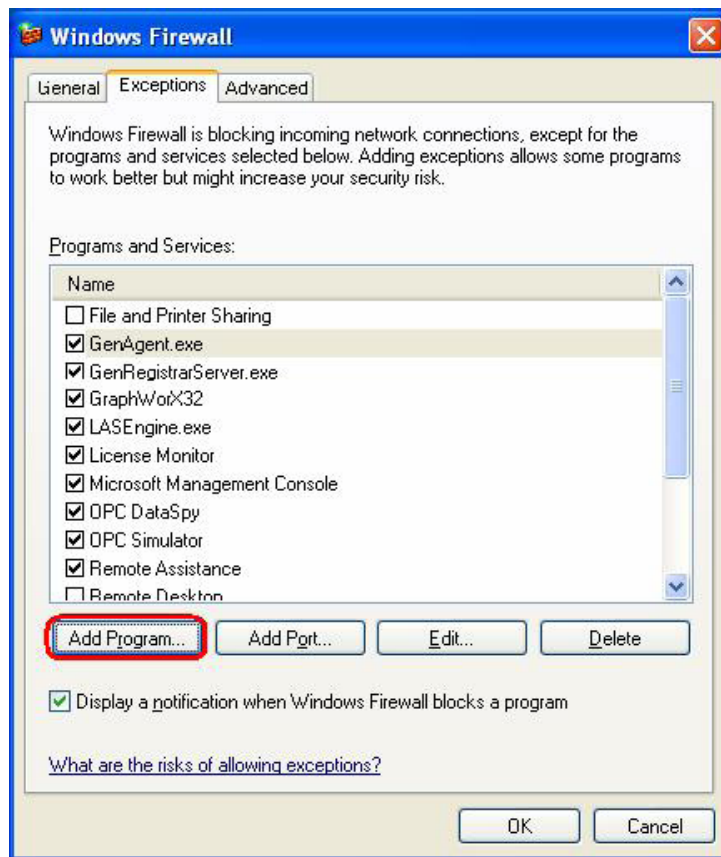 Windows Firewall
General Exceptions Advanced
Windows Firewall is blocking incoming network connections, except for the
programs and services selected below. Adding exceptions allows some programs
to work better but might increase your security risk.
Programs and Services:
Name
File and Printer Sharing
GenAgent.exe
GenRegistrarServer.exe
GraphWorX32
LASEngine.exe
License Monitor
Microsoft Management Console
OPC DataSpy
OPC Simulator
Remote Assistance
Remote Desktop
Add Program... Add Port... Edit... Delete
Display a notification when Windows Firewall blocks a program
What are the risks of allowing exceptions?
OK Cancel